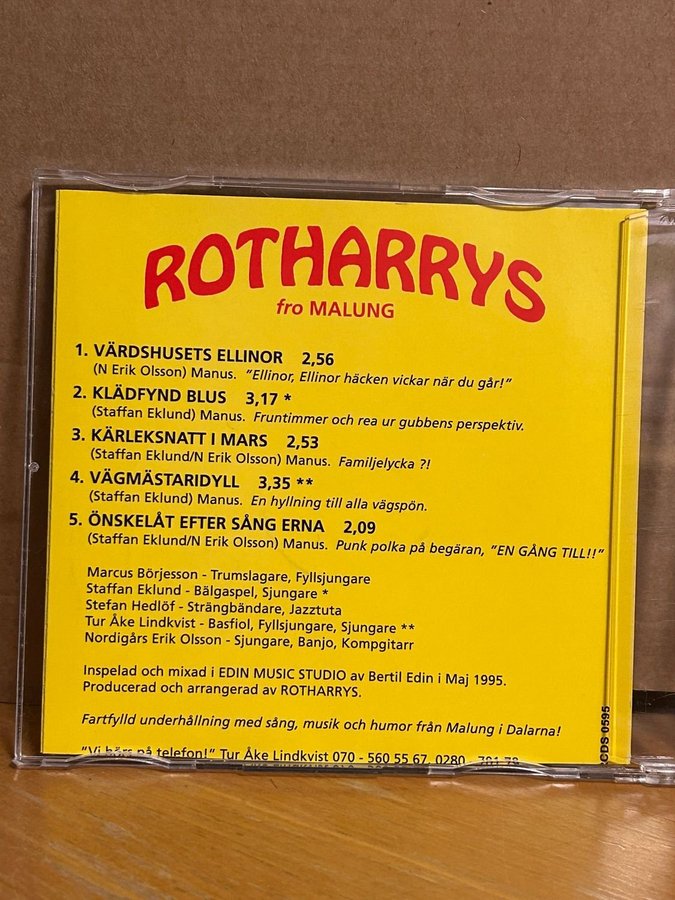 ROTHARRYS
fro MALUNG
1. VÄRDSHUSETS ELLINOR 2,56
(N Erik Olsson) Manus. "Ellinor, Ellinor häcken vickar när du går!"
2. KLÄDFYND BLUS 3,17 *
(Staffan Eklund) Manus. Fruntimmer och rea ur gubbens perspektiv.
3. KÄRLEKSNATT I MARS 2,53
(Staffan Eklund/N Erik Olsson) Manus. Familjelycka ?!
4. VÄGMÄSTARIDYLL 3,35 **
(Staffan Eklund) Manus. En hyllning till alla vägspön.
5. ÖNSKELÅT EFTER SÅNG ERNA 2,09
(Staffan Eklund/N Erik Olsson) Manus. Punk polka på begäran, "EN GÅNG TILL!!"
Marcus Börjesson - Trumslagare, Fyllsjungare
Staffan Eklund - Bälgaspel, Sjungare *
Stefan Hedlöf - Strängbändare, Jazztuta
Tur Åke Lindkvist - Basfiol, Fyllsjungare, Sjungare **
Nordigårs Erik Olsson - Sjungare, Banjo, Kompgitarr
Inspelad och mixad i EDIN MUSIC STUDIO av Bertil Edin i Maj 1995.
Producerad och arrangerad av ROTHARRYS.
Fartfylld underhållning med sång, musik och humor från Malung i Dalarna!
"Vi hörs på telefon!" Tur Åke Lindkvist 070 - 560 55 67, 0280 - 791 78
CDS 0595